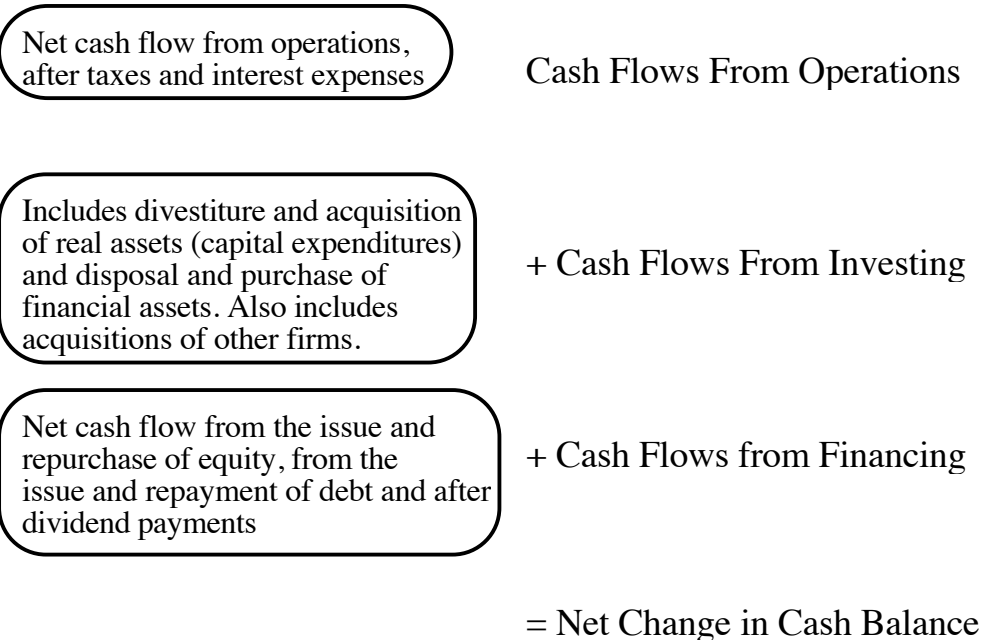 Net cash flow from operations,
after taxes and interest expenses
Cash Flows From Operations
Includes divestiture and acquisition
of real assets (capital expenditures)
and disposal and purchase of
financial assets. Also includes
acquisitions of other firms.
+ Cash Flows From Investing
Net cash flow from the issue and
repurchase of equity, from the
issue and repayment of debt and after
dividend payments
+ Cash Flows from Financing
= Net Change in Cash Balance